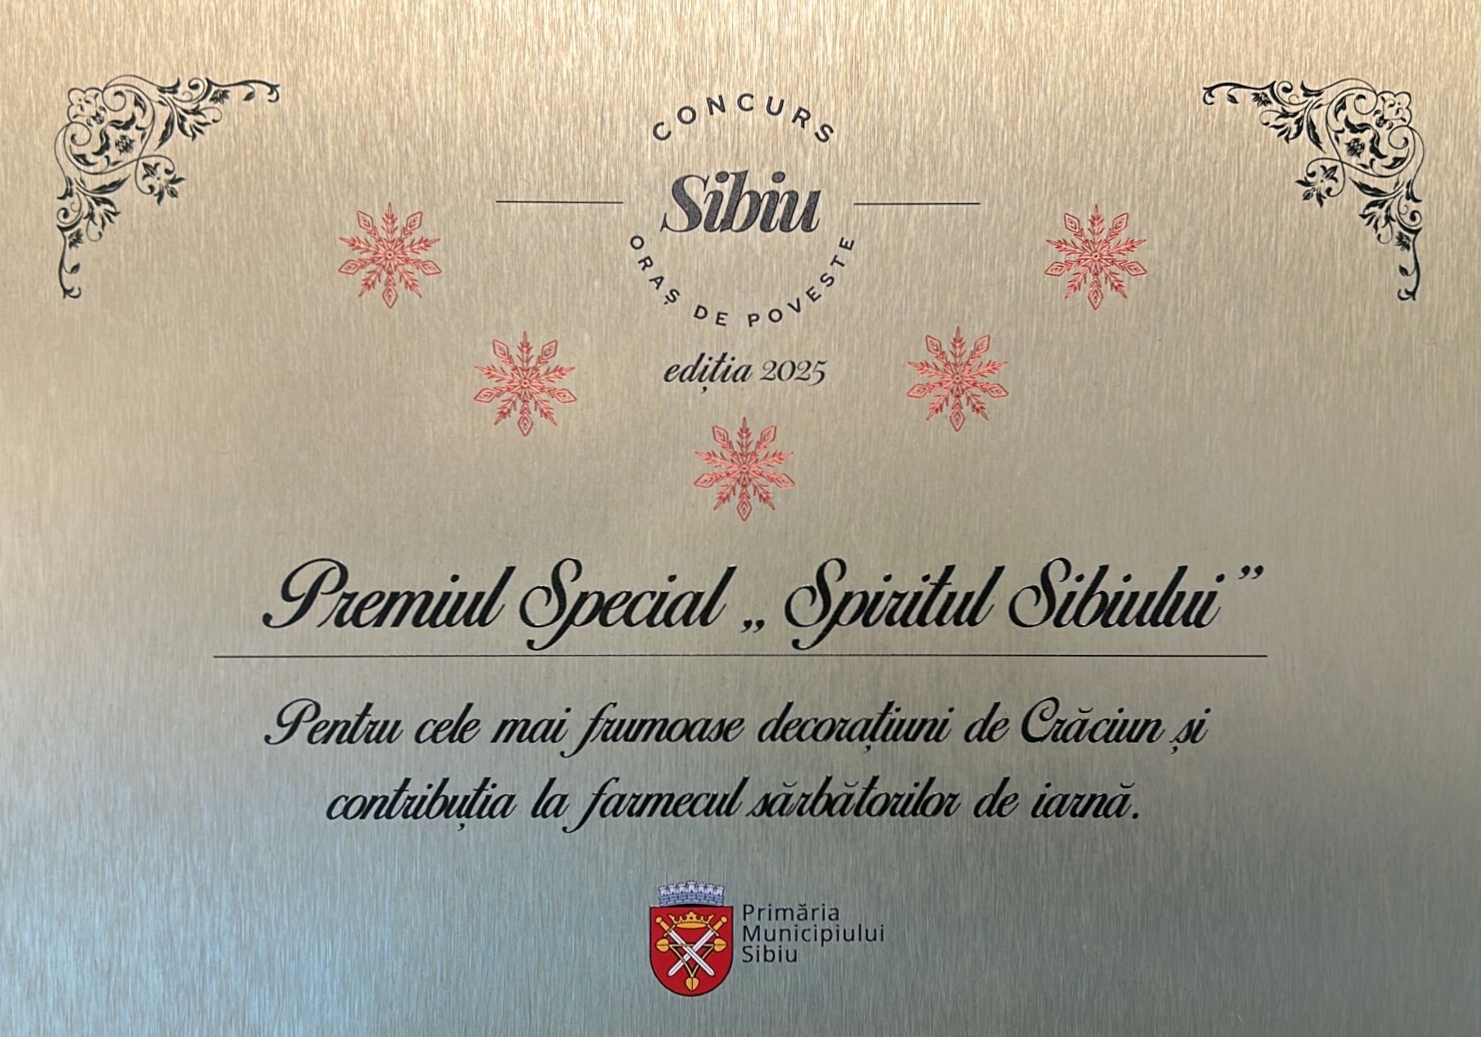 CONCURS
Sibiu
ORAȘ DE POVESTE
ediția 2025
Premiul Special „Spiritul Sibiului”
Pentru cele mai frumoase decorațiuni de Crăciun și
contribuția la farmecul sărbătorilor de iarnă.
Primăria
Municipiului
Sibiu